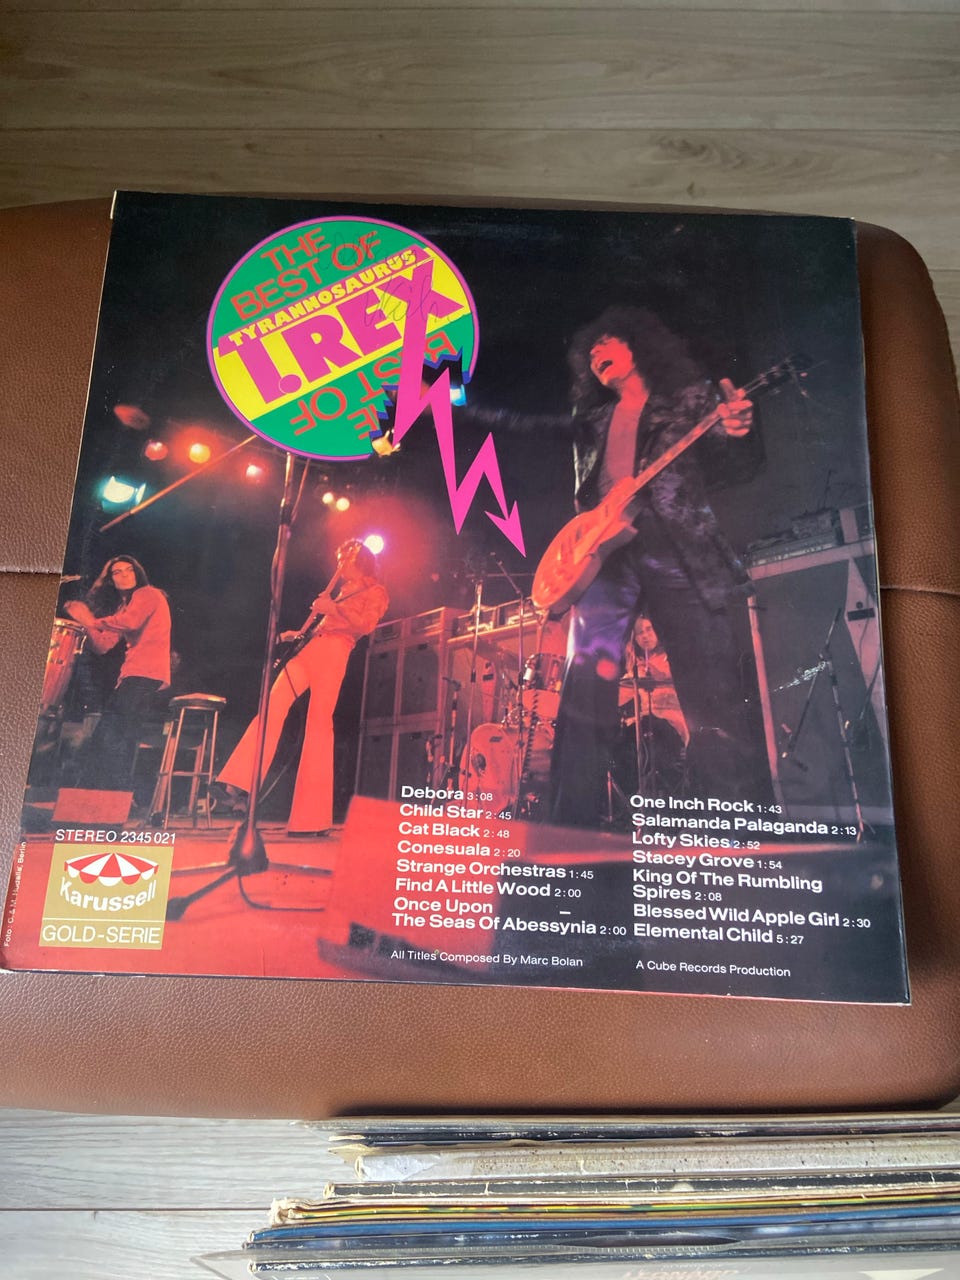 THE
BEST OF
TYRANNOSAURUS
T.REX
BEST OF
THE
STEREO 2345 021
Karussell
GOLD-SERIE
Debora 3:08
Child Star 2:45
Cat Black 2:48
Conesuala 2:20
Strange Orchestras 1:45
Find A Little Wood 2:00
Once Upon
The Seas Of Abessynia 2:00
All Titles Composed By Marc Bolan
One Inch Rock 1:43
Salamanda Palaganda 2:13
Lofty Skies 2:52
Stacey Grove 1:54
King Of The Rumbling
Spires 2:08
Blessed Wild Apple Girl 2:30
Elemental Child 5:27
A Cube Records Production